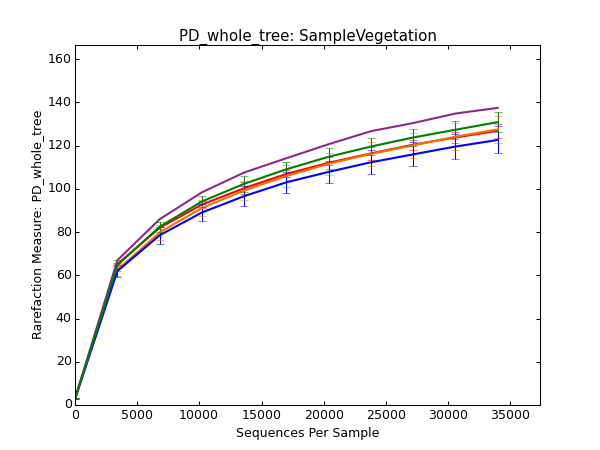 PD_whole_tree: SampleVegetation
Rarefaction Measure: PD_whole_tree
160
140
120
100
80
60
40
20
0
0 5000 10000 15000 20000 25000 30000 35000
Sequences Per Sample